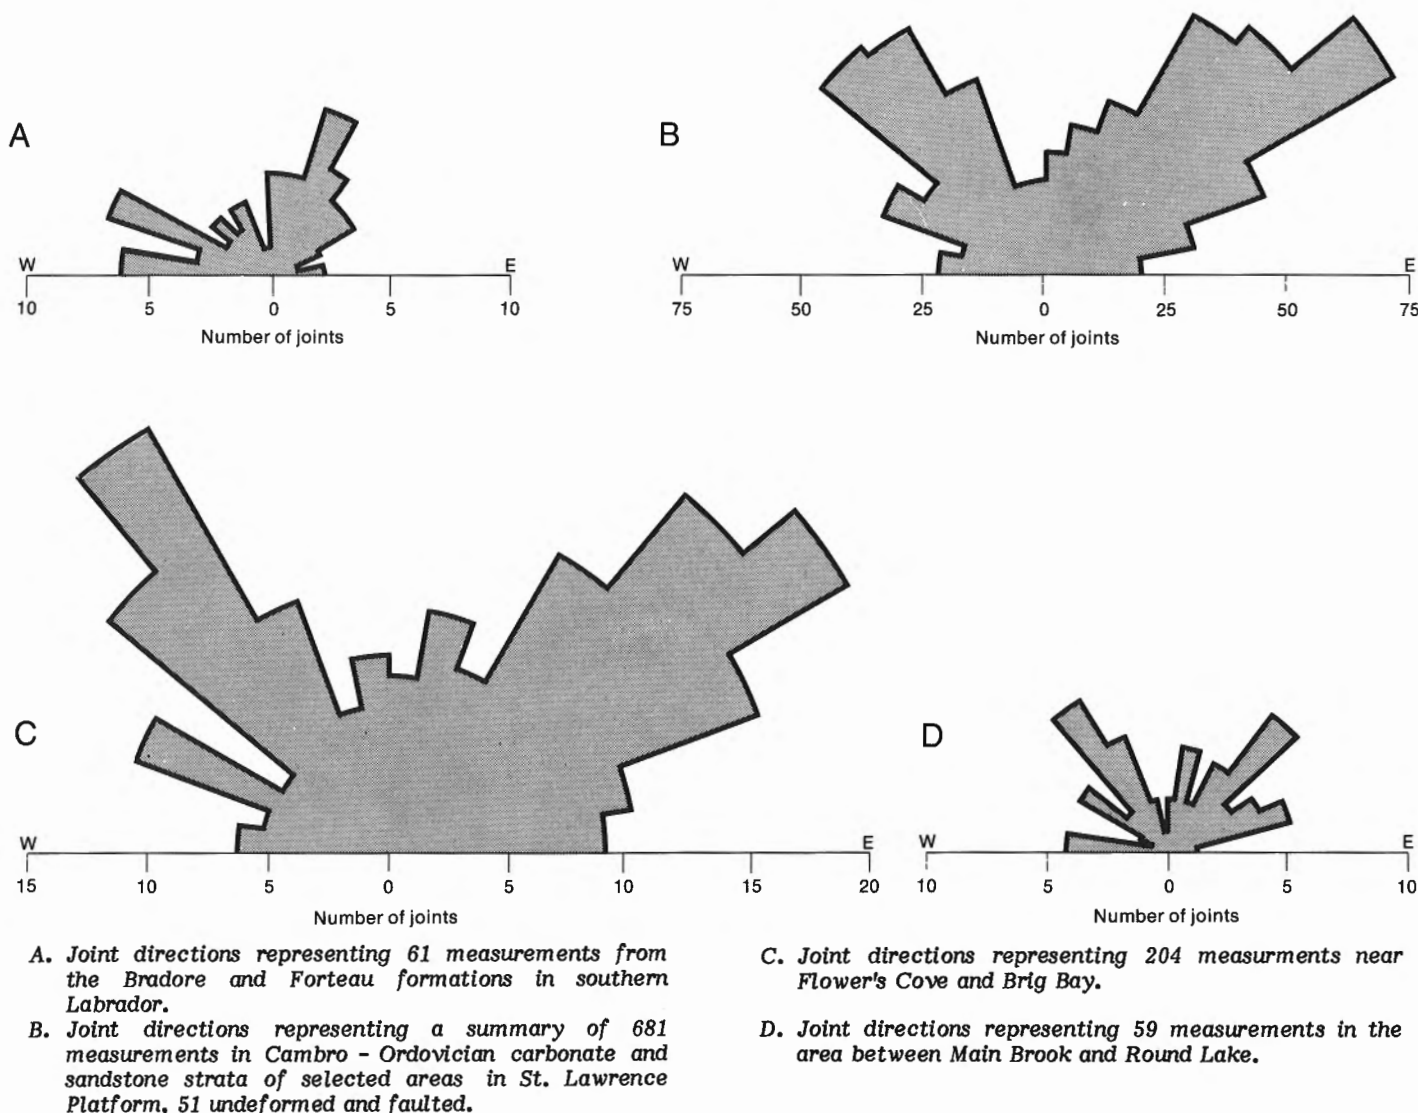 A
B
W E
10 5 0 5 10
Number of joints
W E
75 50 25 0 25 50 75
Number of joints
C
D
W E
15 10 5 0 5 10 15 20
Number of joints
W E
10 5 0 5 10
Number of joints
A. Joint directions representing 61 measurements from
the Bradore and Forteau formations in southern
Labrador.
B. Joint directions representing a summary of 681
measurements in Cambro - Ordovician carbonate and
sandstone strata of selected areas in St. Lawrence
Platform, 51 undeformed and faulted.
C. Joint directions representing 204 measurments near
Flower's Cove and Brig Bay.
D. Joint directions representing 59 measurements in the
area between Main Brook and Round Lake.